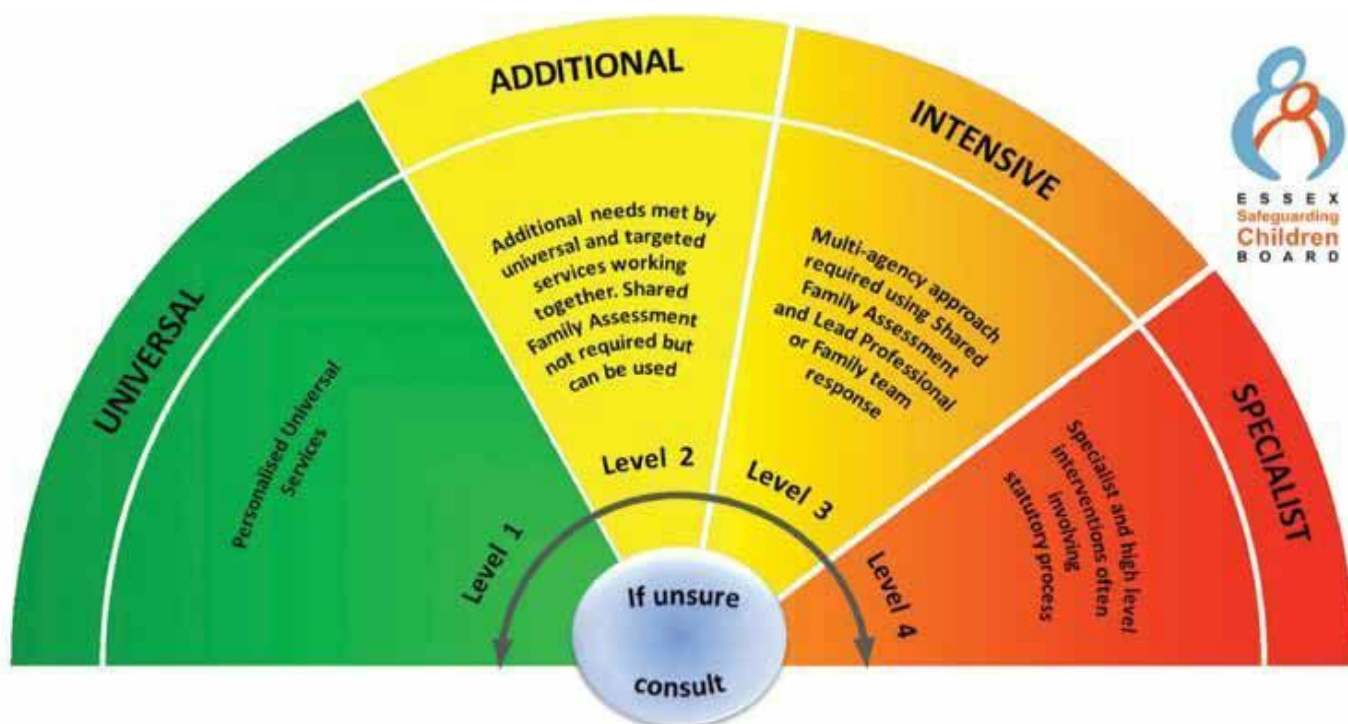 UNIVERSAL
Personalised Universal
Services
Level 1
ADDITIONAL
Additional needs met by
universal and targeted
services working
together. Shared
Family Assessment
not required but
can be used
Level 2
INTENSIVE
Multi-agency approach
required using Shared
Family Assessment
and Lead Professional
or Family team
response
Level 3
SPECIALIST
Specialist and high level
interventions often
involving
statutory process
Level 4
If unsure
consult
ESSEX
Safeguarding
Children
BOARD